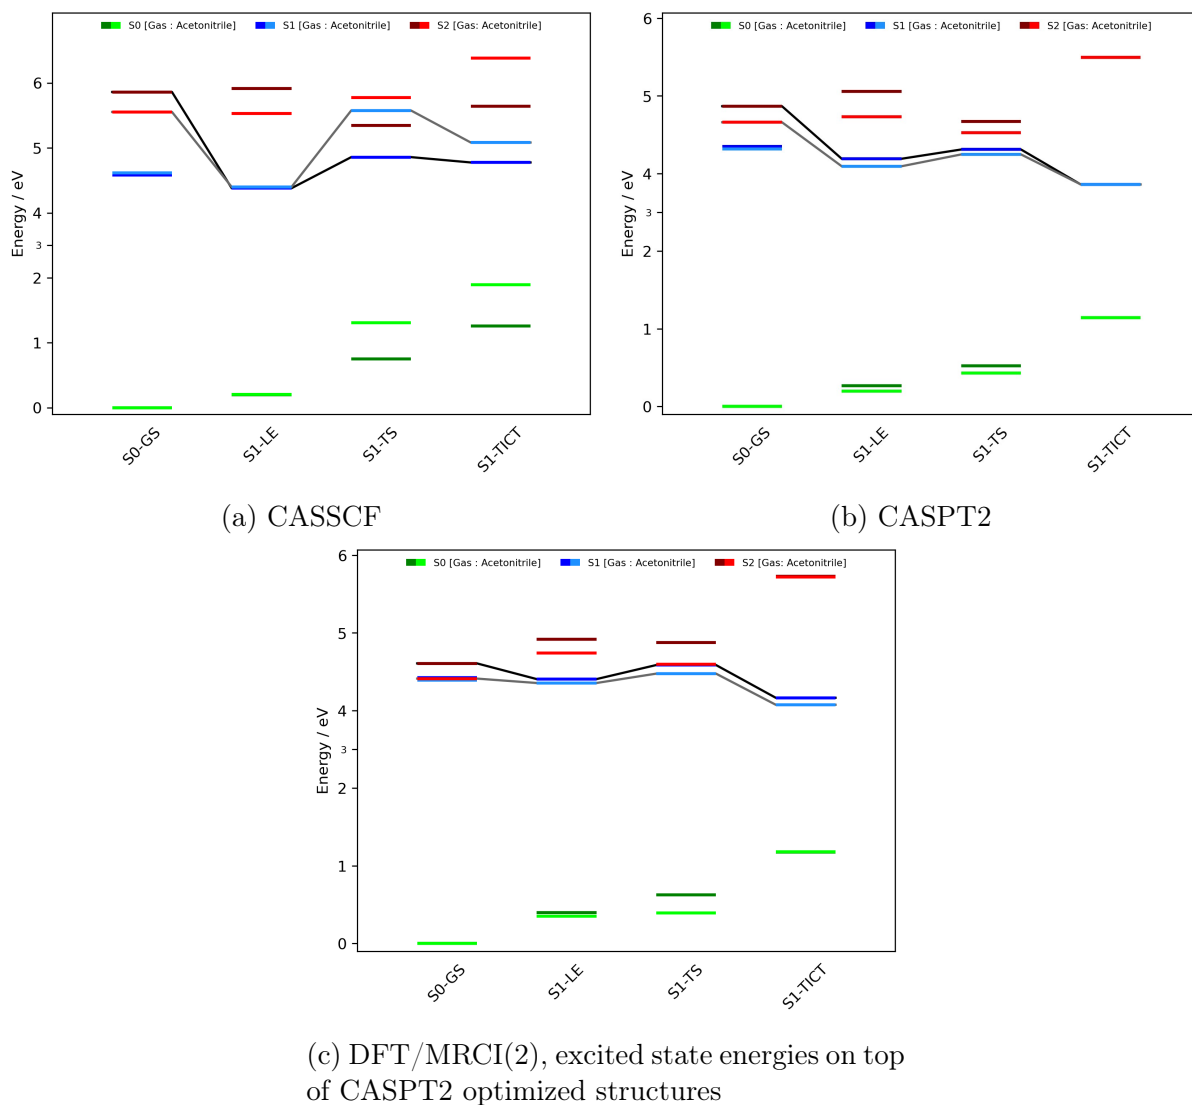 S0 [Gas : Acetonitrile] S1 [Gas : Acetonitrile] S2 [Gas: Acetonitrile]
Energy / eV
6
5
4
3
2
1
0
S0-GS S1-LE S1-TS S1-TICT
(a) CASSCF
S0 [Gas : Acetonitrile] S1 [Gas : Acetonitrile] S2 [Gas: Acetonitrile]
Energy / eV
6
5
4
3
2
1
0
S0-GS S1-LE S1-TS S1-TICT
(b) CASPT2
S0 [Gas : Acetonitrile] S1 [Gas : Acetonitrile] S2 [Gas: Acetonitrile]
Energy / eV
6
5
4
3
2
1
0
S0-GS S1-LE S1-TS S1-TICT
(c) DFT/MRCI(2), excited state energies on top
of CASPT2 optimized structures